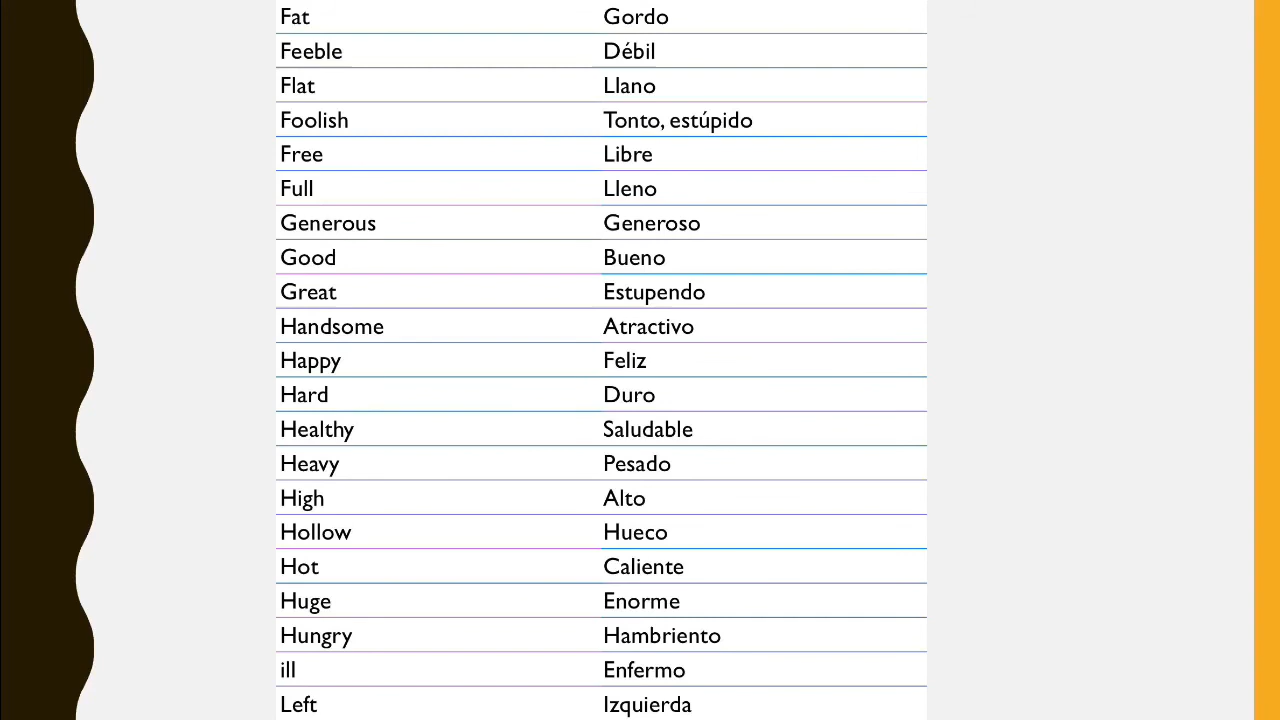 Fat Gordo
Feeble Débil
Flat Llano
Foolish Tonto, estúpido
Free Libre
Full Lleno
Generous Generoso
Good Bueno
Great Estupendo
Handsome Atractivo
Happy Feliz
Hard Duro
Healthy Saludable
Heavy Pesado
High Alto
Hollow Hueco
Hot Caliente
Huge Enorme
Hungry Hambriento
ill Enfermo
Left Izquierda